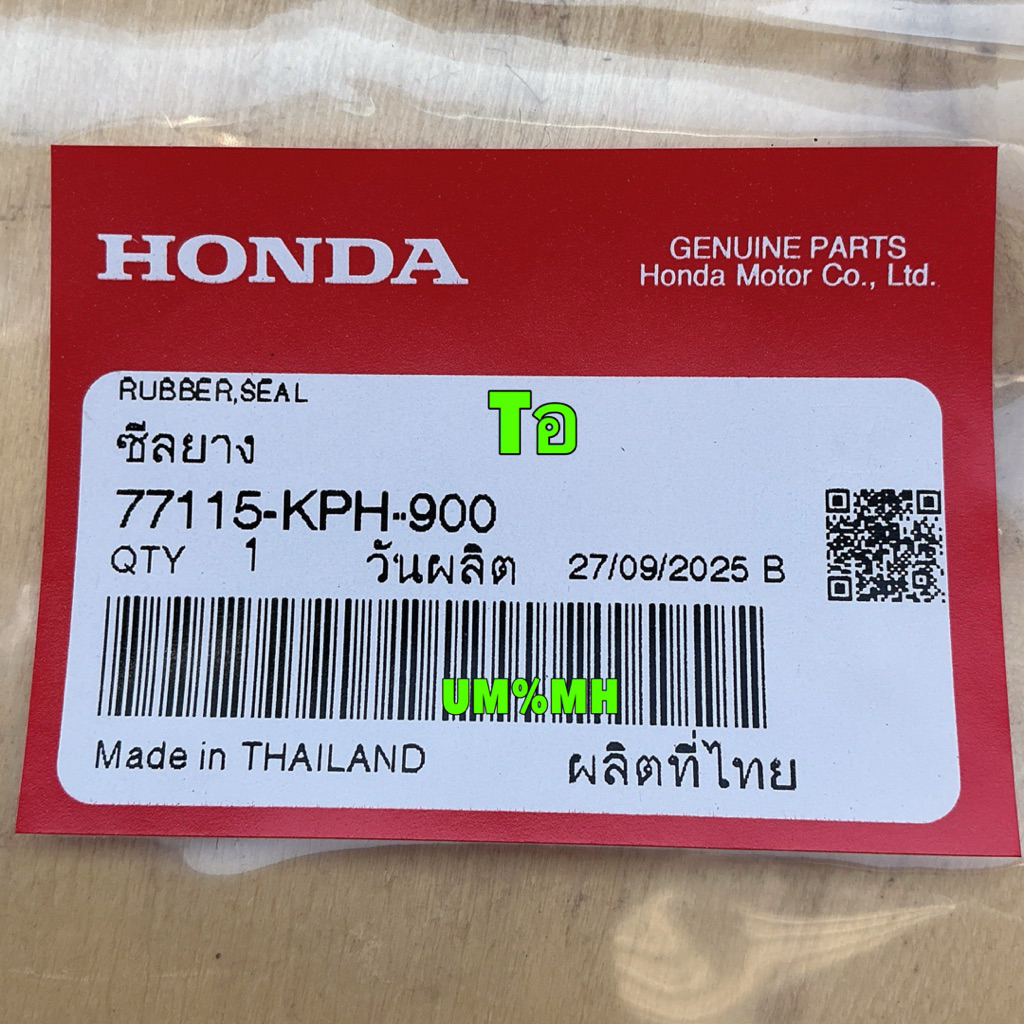 HONDA
GENUINE PARTS
Honda Motor Co., Ltd.
RUBBER,SEAL
Tอ
ซีลยาง
77115-KPH-900
QTY 1 วันผลิต 27/09/2025 B
UM%MH
Made in THAILAND ผลิตที่ไทย